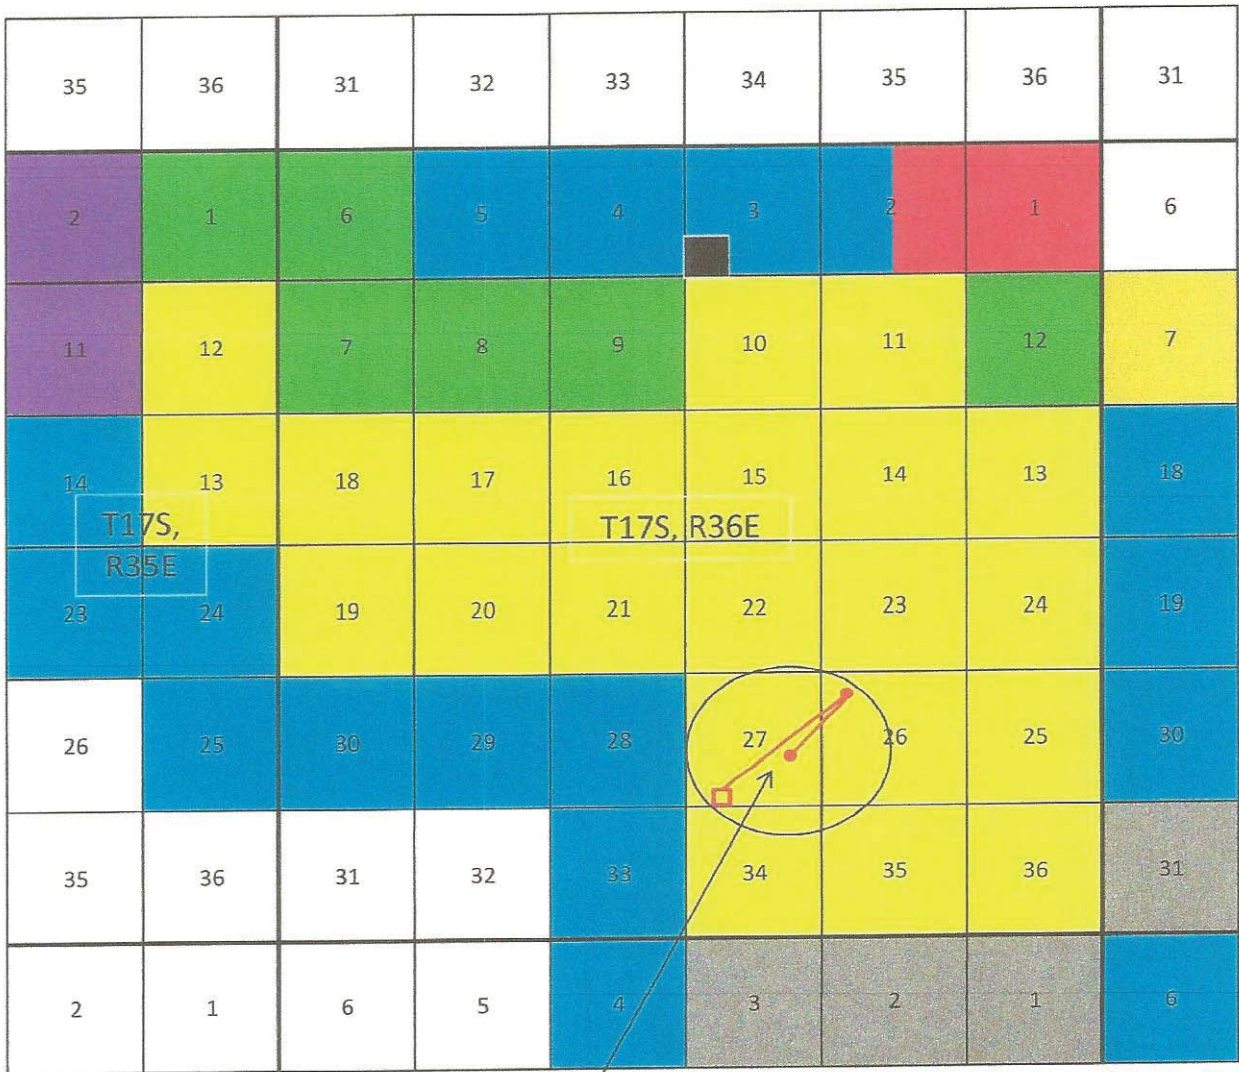 35 36 31 32 33 34 35 36 31
2 1 6 5 4 3 2 1 6
11 12 7 8 9 10 11 12 7
14 13 18 17 16 15 14 13 18
T17S, T17S, R36E
R35E
23 24 19 20 21 22 23 24 19
26 25 30 29 28 27 26 25 30
35 36 31 32 33 34 35 36 31
2 1 6 5 4 3 2 1 6